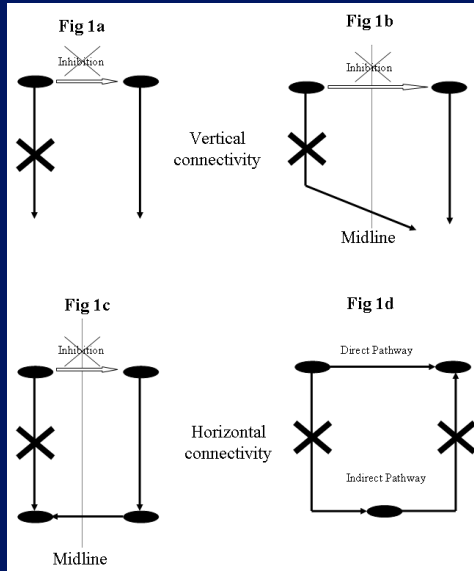 Fig 1a
Fig 1b
Inhibition
Inhibition
Vertical
connectivity
Midline
Fig 1c
Fig 1d
Inhibition
Direct Pathway
Horizontal
connectivity
Indirect Pathway
Midline